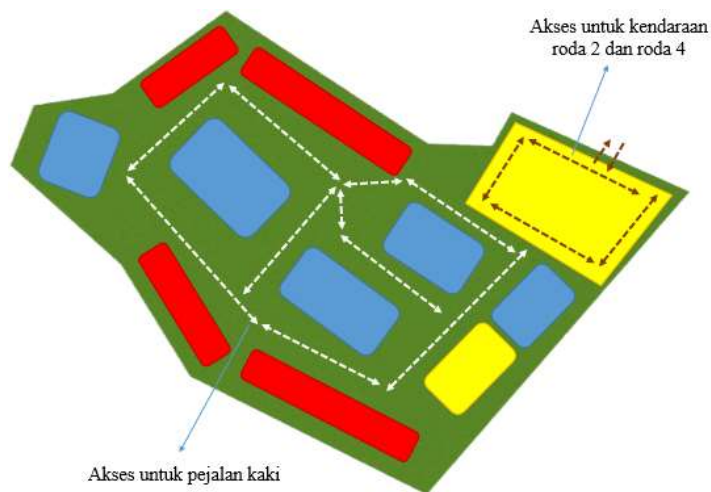 Akses untuk kendaraan
roda 2 dan roda 4
Akses untuk pejalan kaki